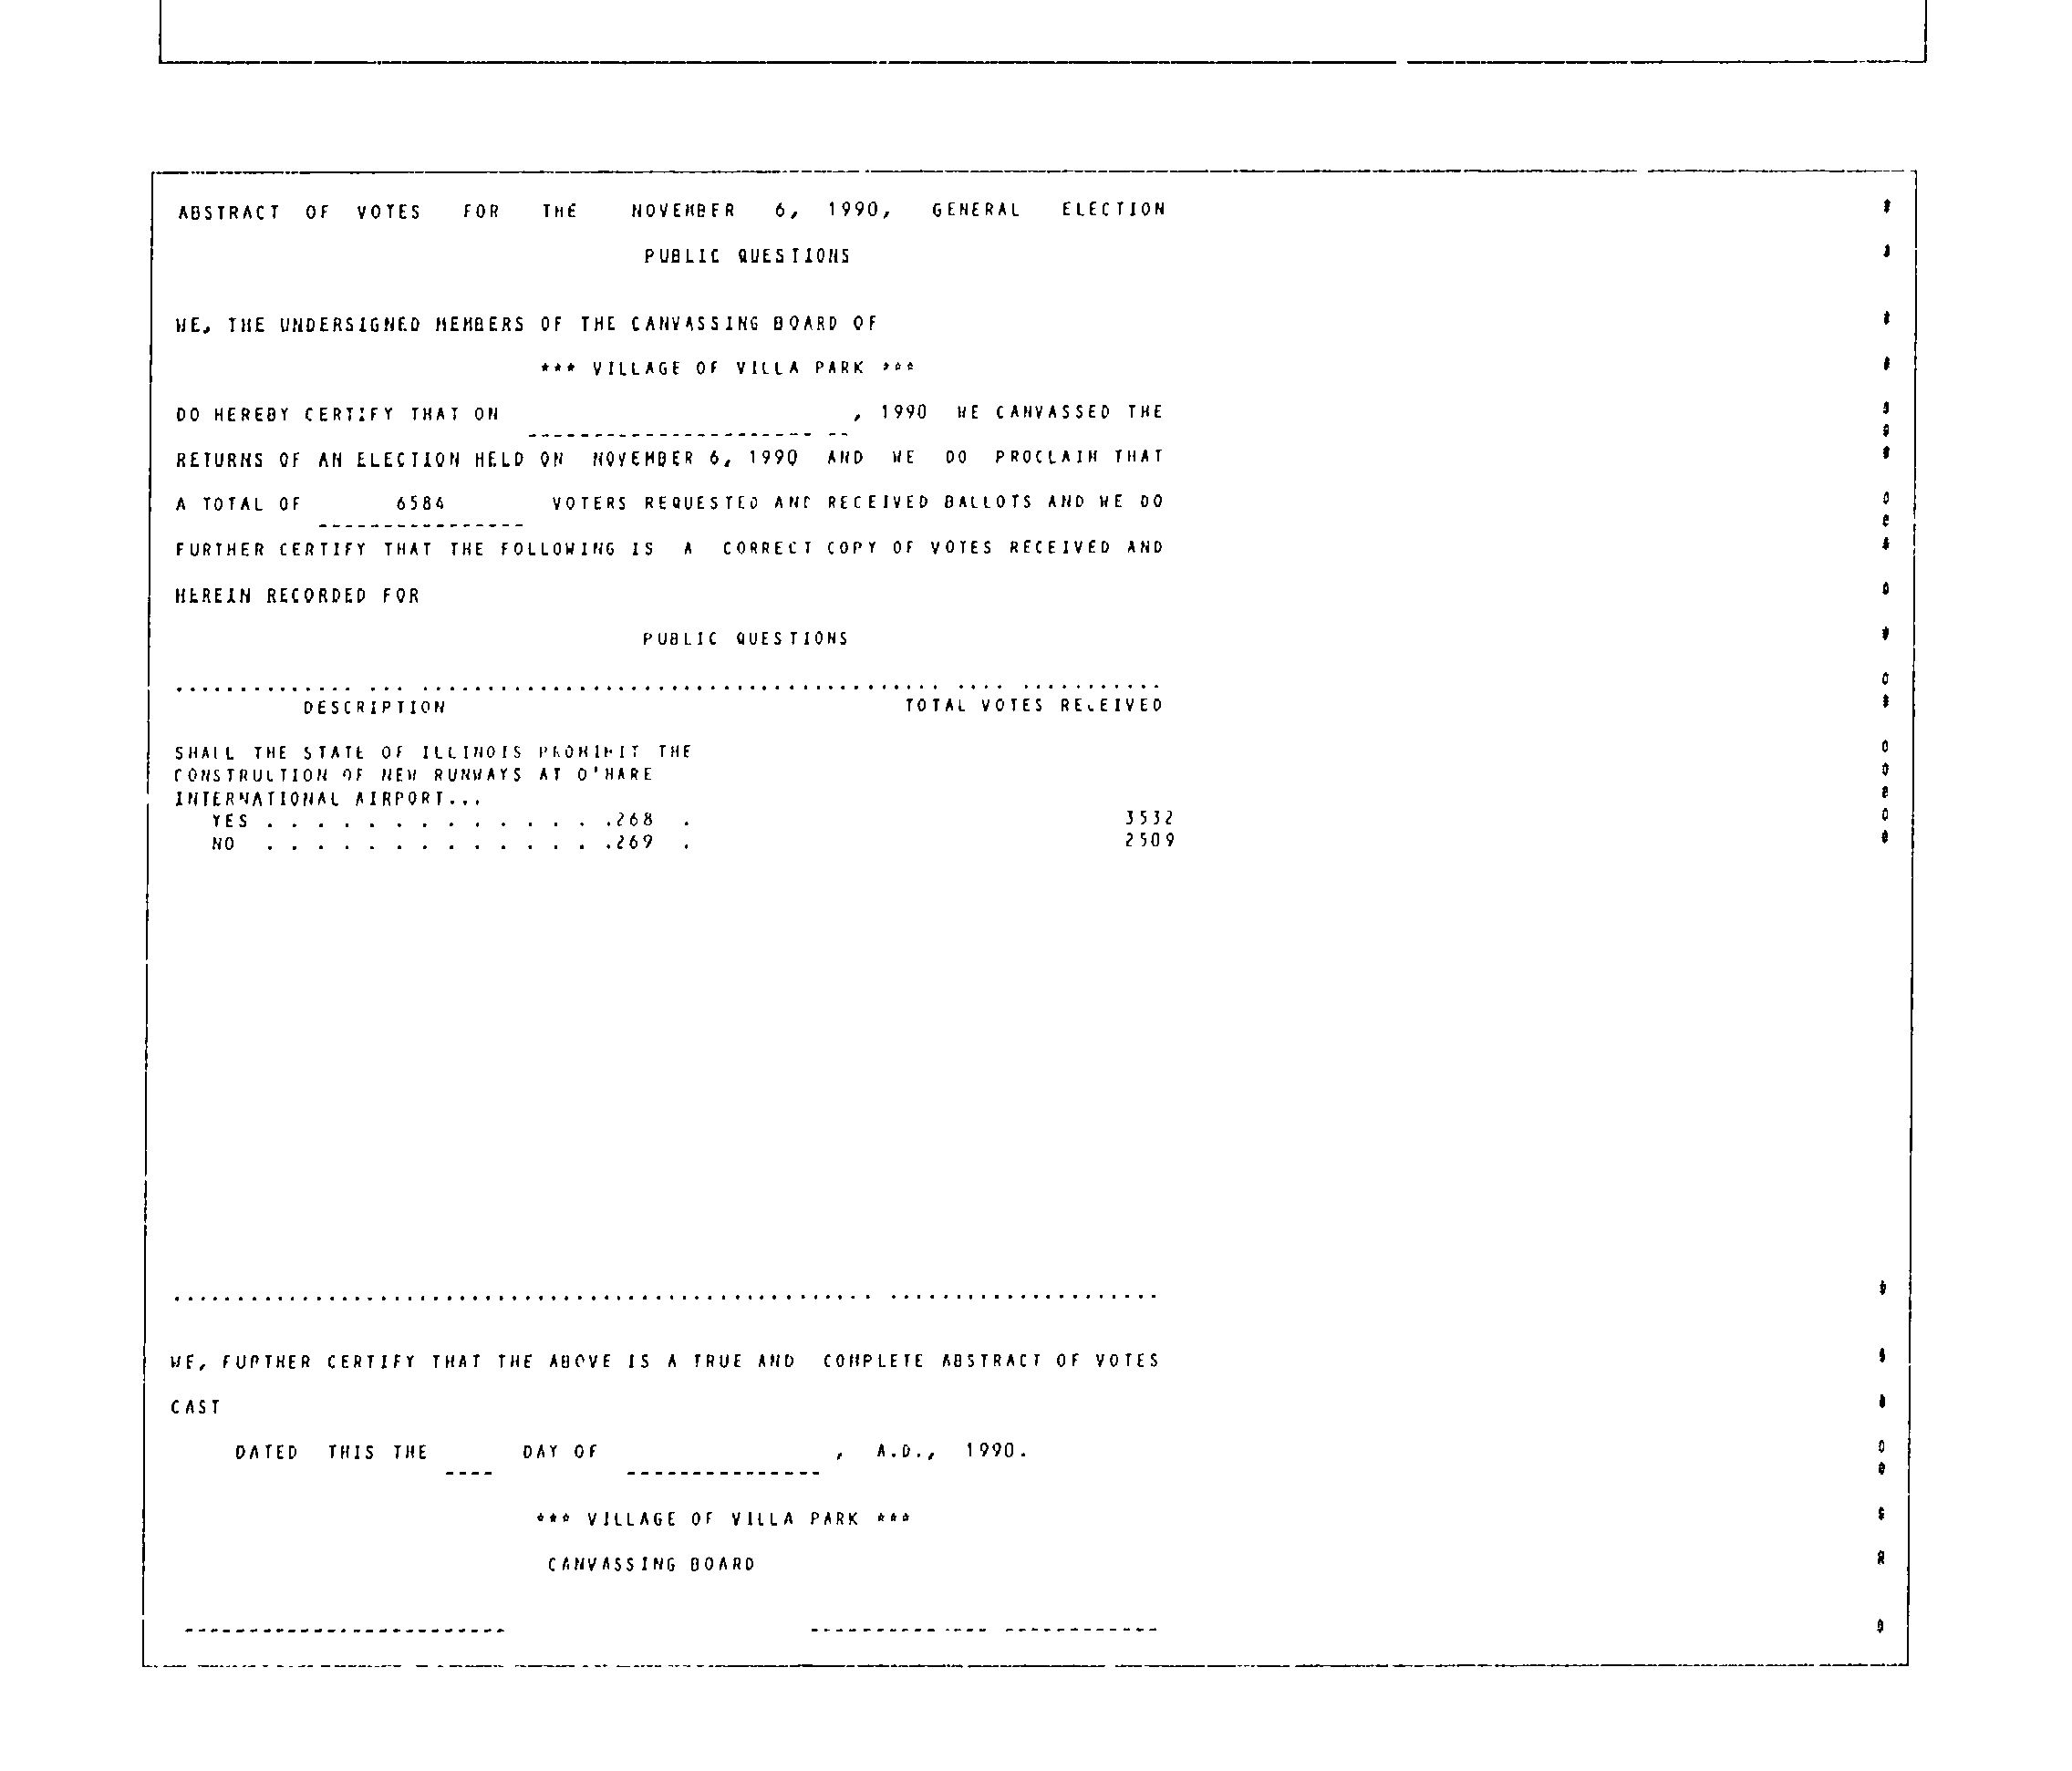 ABSTRACT OF VOTES FOR THE NOVEMBER 6, 1990, GENERAL ELECTION
PUBLIC QUESTIONS
WE, THE UNDERSIGNED MEMBERS OF THE CANVASSING BOARD OF
*** VILLAGE OF VILLA PARK ***
DO HEREBY CERTIFY THAT ON , 1990 WE CANVASSED THE
RETURNS OF AN ELECTION HELD ON NOVEMBER 6, 1990 AND WE DO PROCLAIM THAT
A TOTAL OF 6584 VOTERS REQUESTED AND RECEIVED BALLOTS AND WE DO
FURTHER CERTIFY THAT THE FOLLOWING IS A CORRECT COPY OF VOTES RECEIVED AND
HEREIN RECORDED FOR
PUBLIC QUESTIONS
DESCRIPTION TOTAL VOTES RECEIVED
SHALL THE STATE OF ILLINOIS PROHIBIT THE
CONSTRUCTION OF NEW RUNWAYS AT O'HARE
INTERNATIONAL AIRPORT...
YES . . . . . . . . . . . . . .268 . 3532
NO . . . . . . . . . . . . . .269 . 2509
WE, FURTHER CERTIFY THAT THE ABOVE IS A TRUE AND COMPLETE ABSTRACT OF VOTES
CAST
DATED THIS THE ---- DAY OF --------------- , A.D., 1990.
*** VILLAGE OF VILLA PARK ***
CANVASSING BOARD